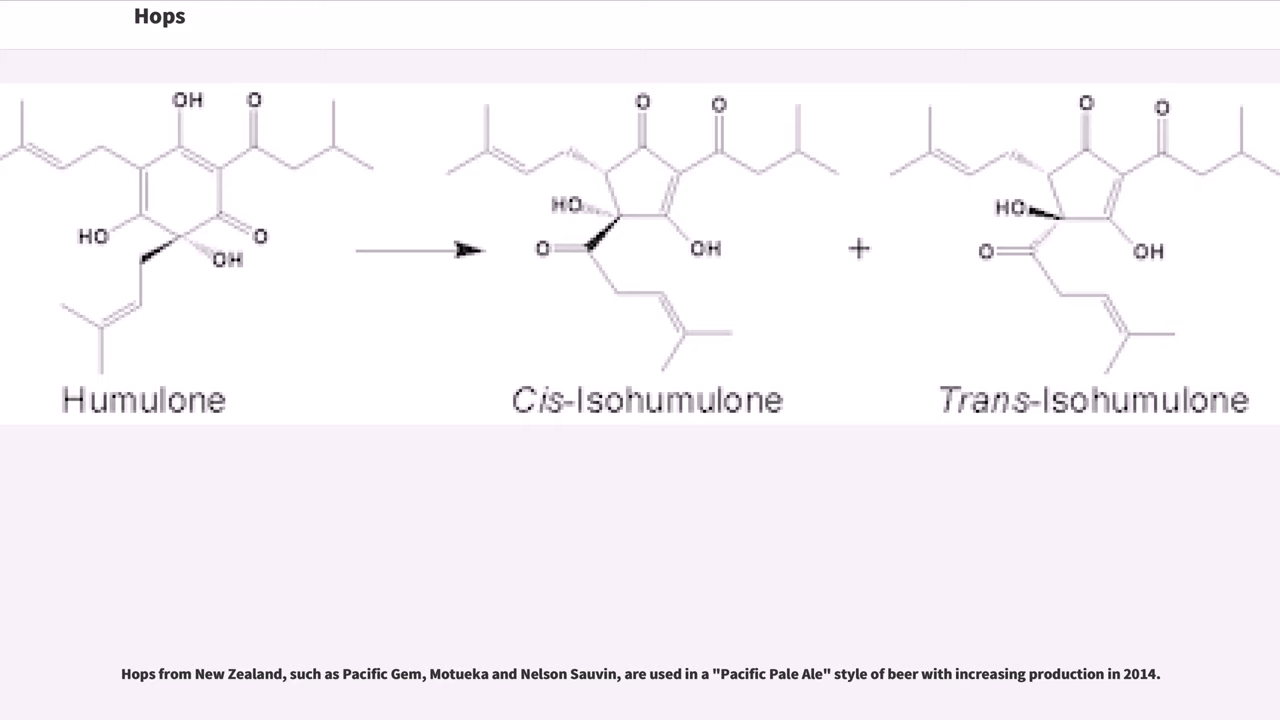 Hops
OH O O O O O
HO O HO OH HO OH
OH O O
+
Humulone Cis-Isohumulone Trans-Isohumulone
Hops from New Zealand, such as Pacific Gem, Motueka and Nelson Sauvin, are used in a "Pacific Pale Ale" style of beer with increasing production in 2014.